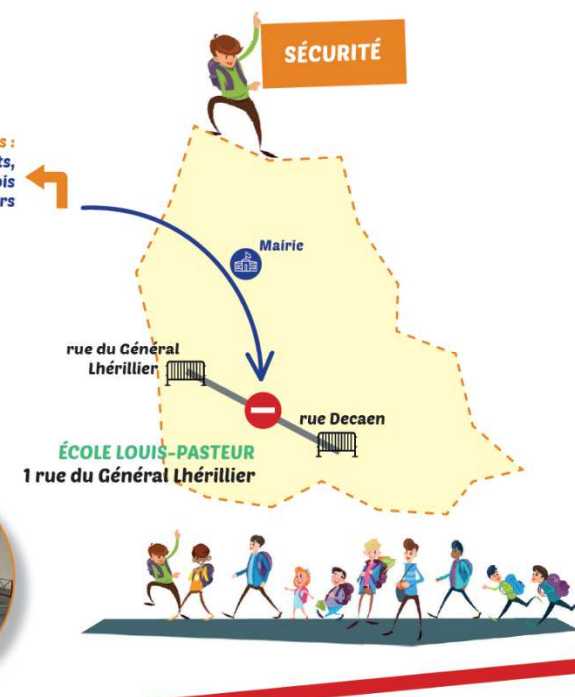 SÉCURITÉ
s :
ts,
ois
rs
Mairie
rue du Général
Lhérillier
rue Decaen
ÉCOLE LOUIS-PASTEUR
1 rue du Général Lhérillier